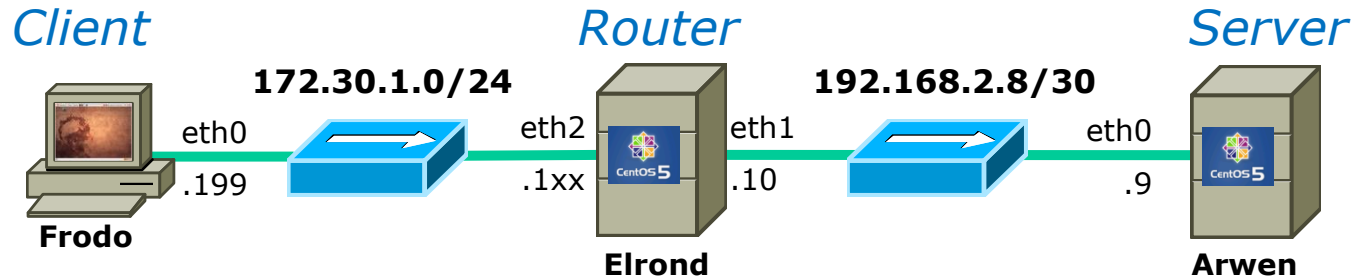 Client
Router
Server
172.30.1.0/24
192.168.2.8/30
eth0
eth2
eth1
eth0
.199
.1xx
.10
.9
CentOS 5
CentOS 5
Frodo
Elrond
Arwen